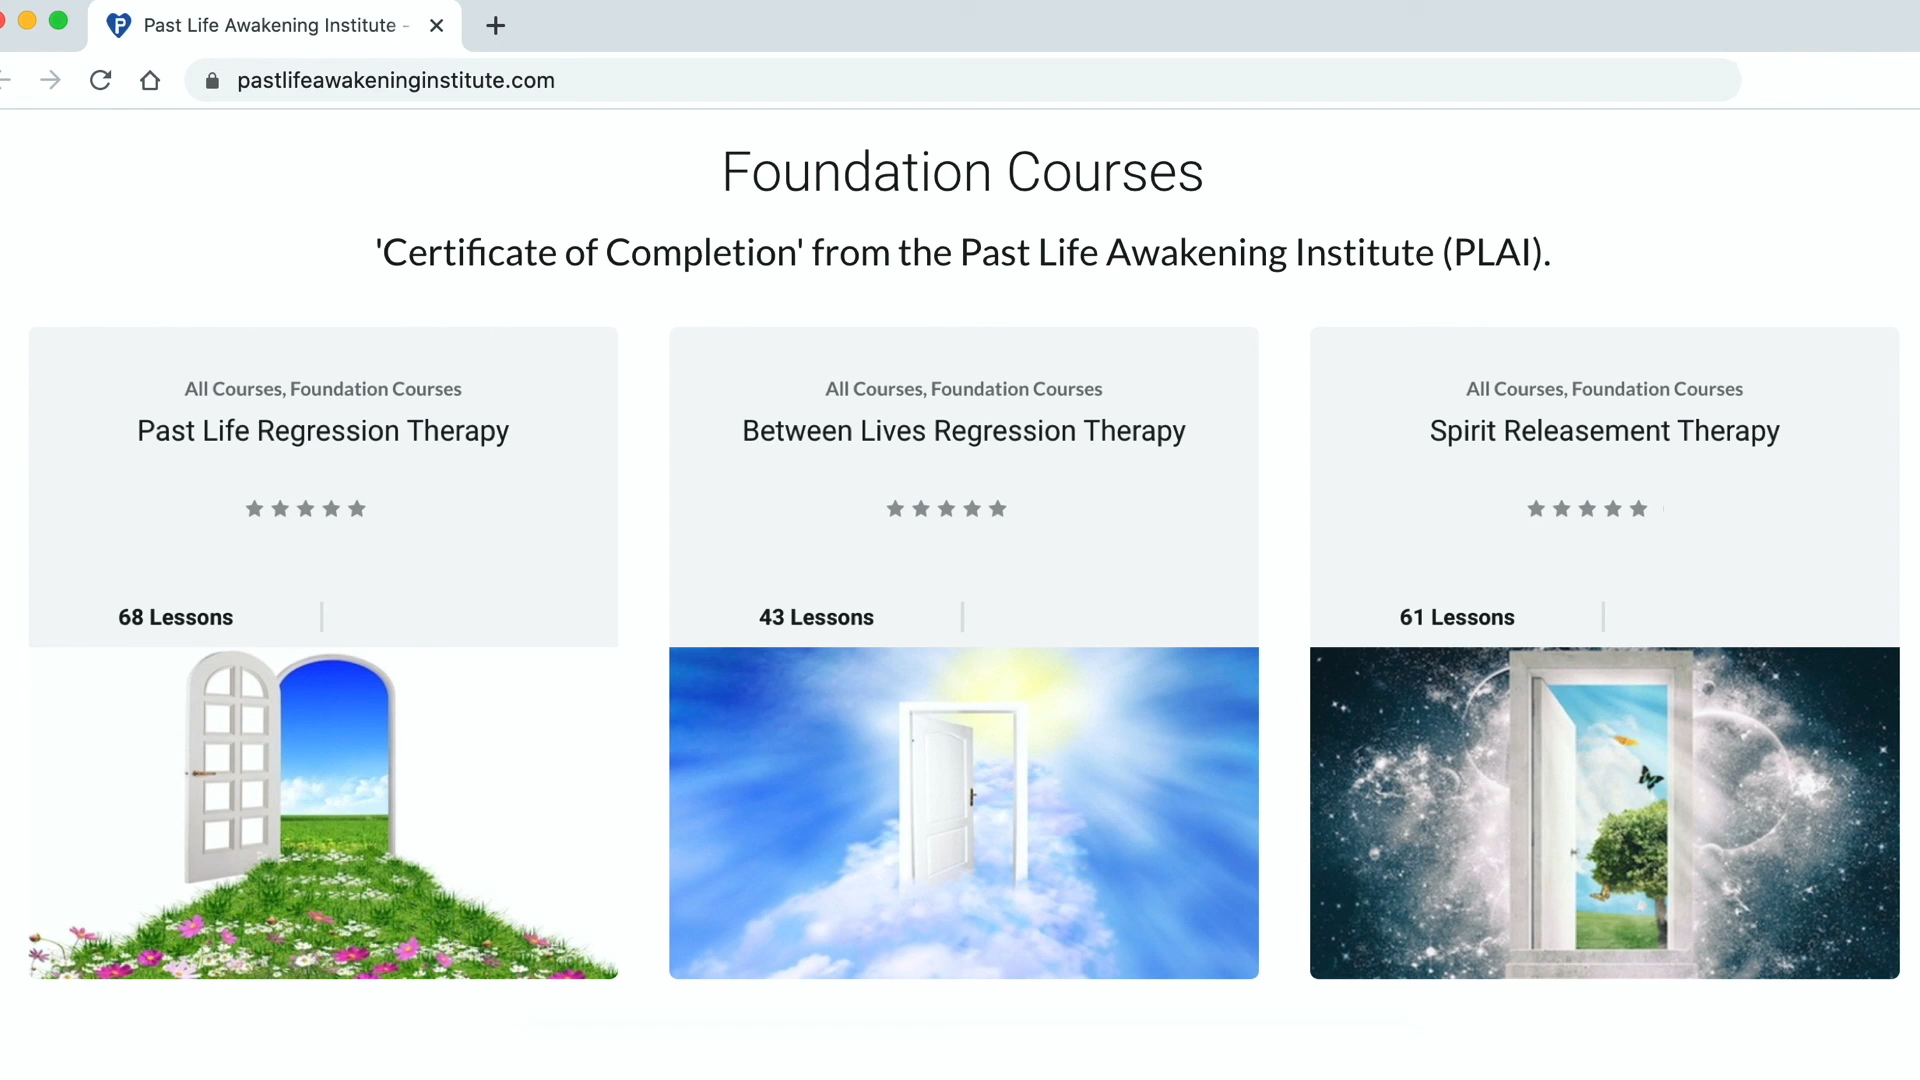 Past Life Awakening Institute -
pastlifeawakeninginstitute.com
Foundation Courses
'Certificate of Completion' from the Past Life Awakening Institute (PLAI).
All Courses, Foundation Courses
Past Life Regression Therapy
68 Lessons
All Courses, Foundation Courses
Between Lives Regression Therapy
43 Lessons
All Courses, Foundation Courses
Spirit Releasement Therapy
61 Lessons